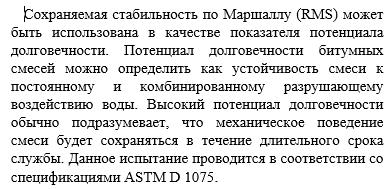 Сохраняемая стабильность по Маршаллу (RMS) может
быть использована в качестве показателя потенциала
долговечности. Потенциал долговечности битумных
смесей можно определить как устойчивость смеси к
постоянному и комбинированному разрушающему
воздействию воды. Высокий потенциал долговечности
обычно подразумевает, что механическое поведение
смеси будет сохраняться в течение длительного срока
службы. Данное испытание проводится в соответствии со
спецификациями ASTM D 1075.